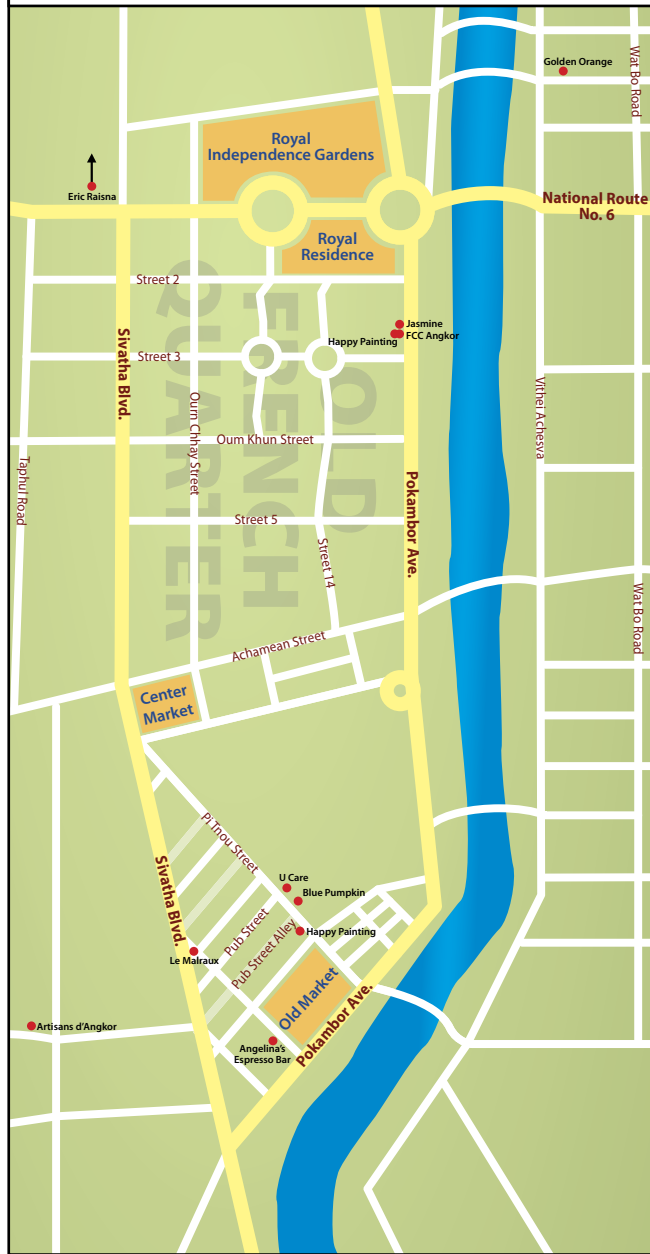 Golden Orange
Wat Bo Road
Royal
Independence Gardens
Eric Raisna
National Route
No. 6
Royal
Residence
Street 2
OLD
FRENCH
QUARTER
Jasmine
FCC Angkor
Happy Painting
Sivatha Blvd.
Street 3
Oum Chhay Street
Vithei Achesva
Oum Khun Street
Taphul Road
Pokambor Ave.
Street 5
Street 14
Wat Bo Road
Achamean Street
Center
Market
Pi Tnou Street
Sivatha Blvd.
U Care
Blue Pumpkin
Pub Street
Happy Painting
Pub Street Alley
Le Malraux
Old Market
Pokambor Ave.
Artisans d'Angkor
Angelina's
Espresso Bar